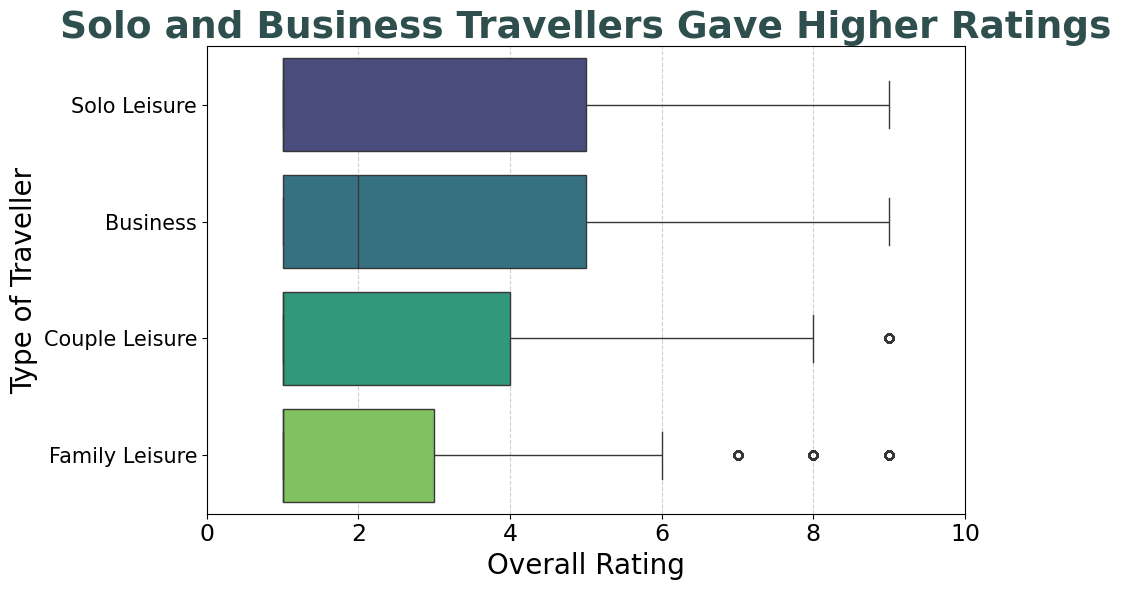 Solo and Business Travellers Gave Higher Ratings
Type of Traveller
Solo Leisure
Business
Couple Leisure
Family Leisure
0 2 4 6 8 10
Overall Rating